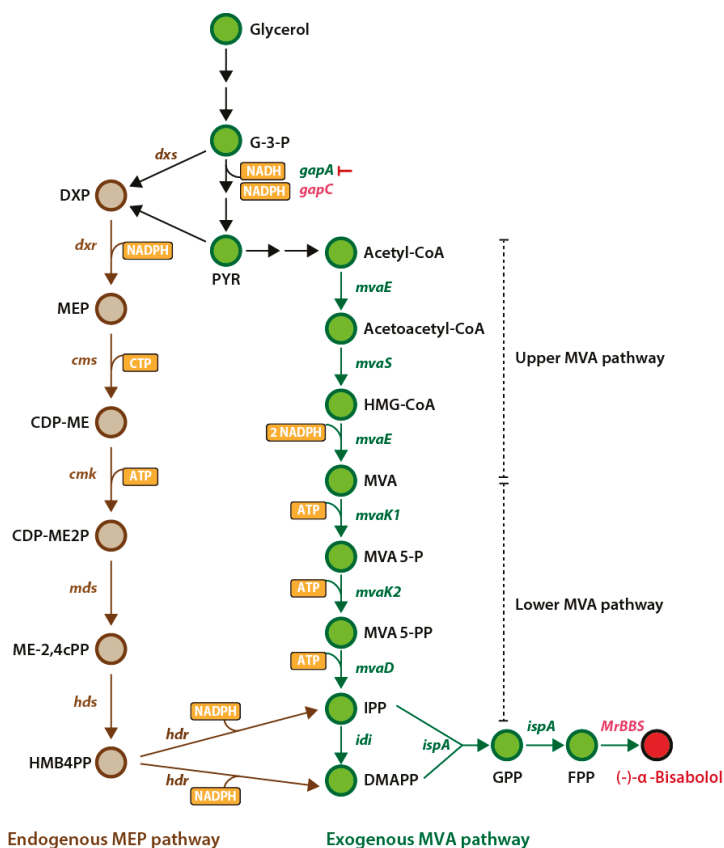 Glycerol
G-3-P
dxs
NADH
gapA
NADPH
gapC
DXP
dxr
NADPH
PYR
Acetyl-CoA
mvaE
MEP
Acetoacetyl-CoA
cms
CTP
mvaS
Upper MVA pathway
HMG-CoA
CDP-ME
2 NADPH
mvaE
cmk
ATP
MVA
ATP
mvaK1
CDP-ME2P
MVA 5-P
mds
ATP
mvaK2
Lower MVA pathway
MVA 5-PP
ME-2,4cPP
ATP
mvaD
hds
NADPH
IPP
hdr
idi
ispA
ispA
MrBBS
HMB4PP
hdr
NADPH
DMAPP
GPP
FPP
(-)-α-Bisabolol
Endogenous MEP pathway
Exogenous MVA pathway